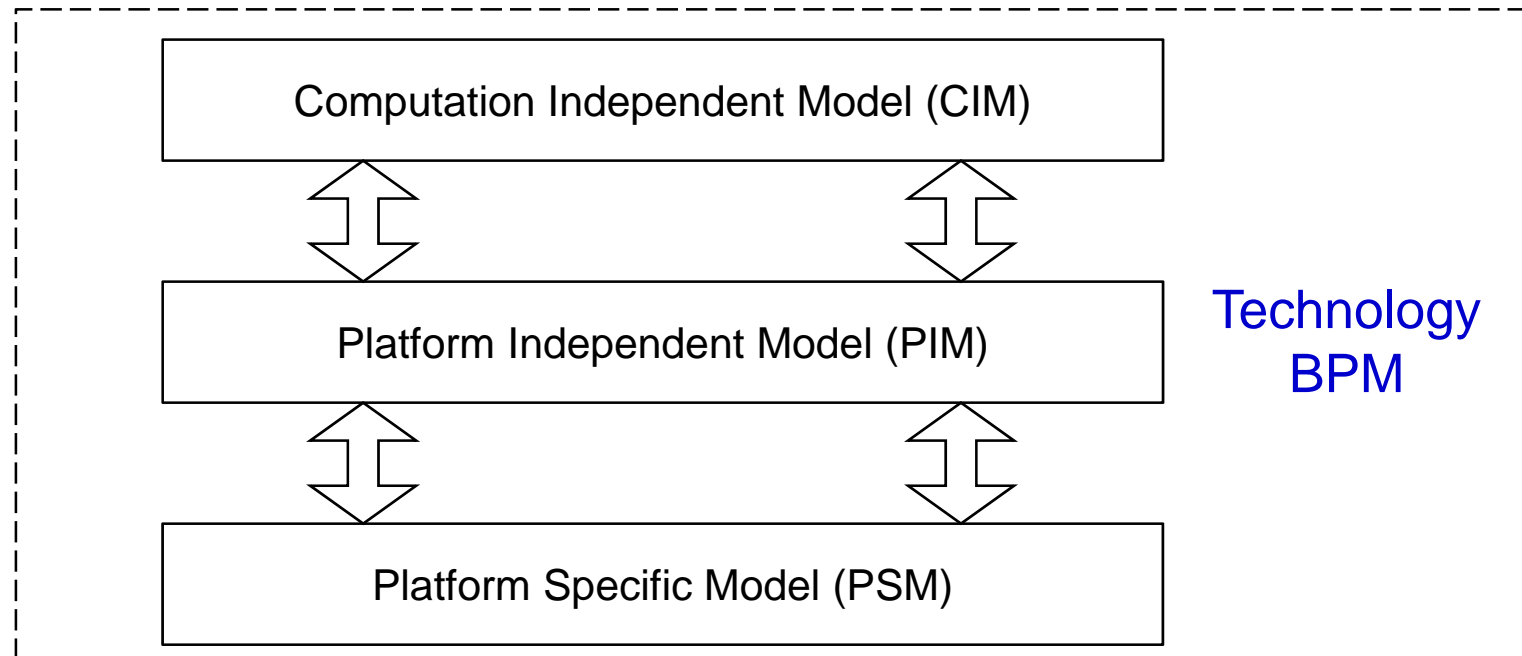 Computation Independent Model (CIM)
Platform Independent Model (PIM)
Technology
BPM
Platform Specific Model (PSM)